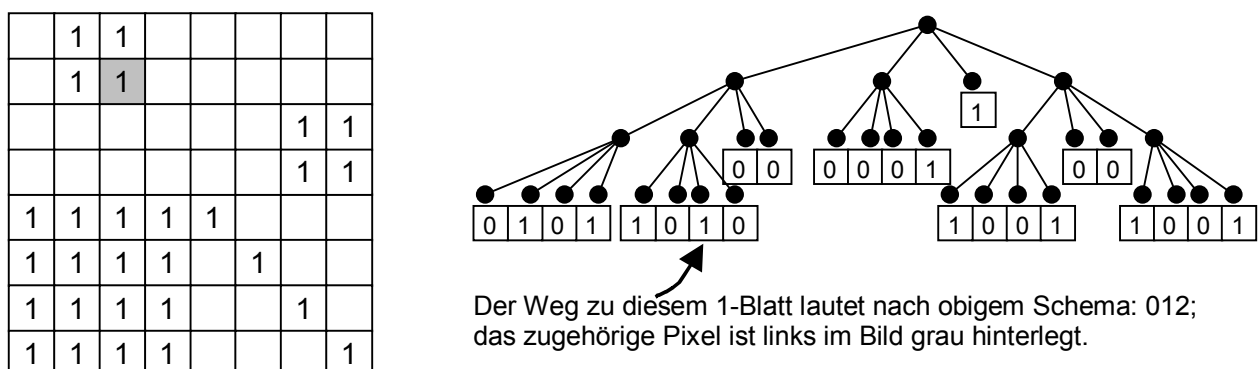 1 1
1 1
1 1
1 1
1 1 1 1 1
1 1 1 1 1
1 1 1 1 1
1 1 1 1 1
1
0 0
0 0 0 1
0 0
0 1 0 1
1 0 1 0
1 0 0 1
1 0 0 1
Der Weg zu diesem 1-Blatt lautet nach obigem Schema: 012;
das zugehörige Pixel ist links im Bild grau hinterlegt.